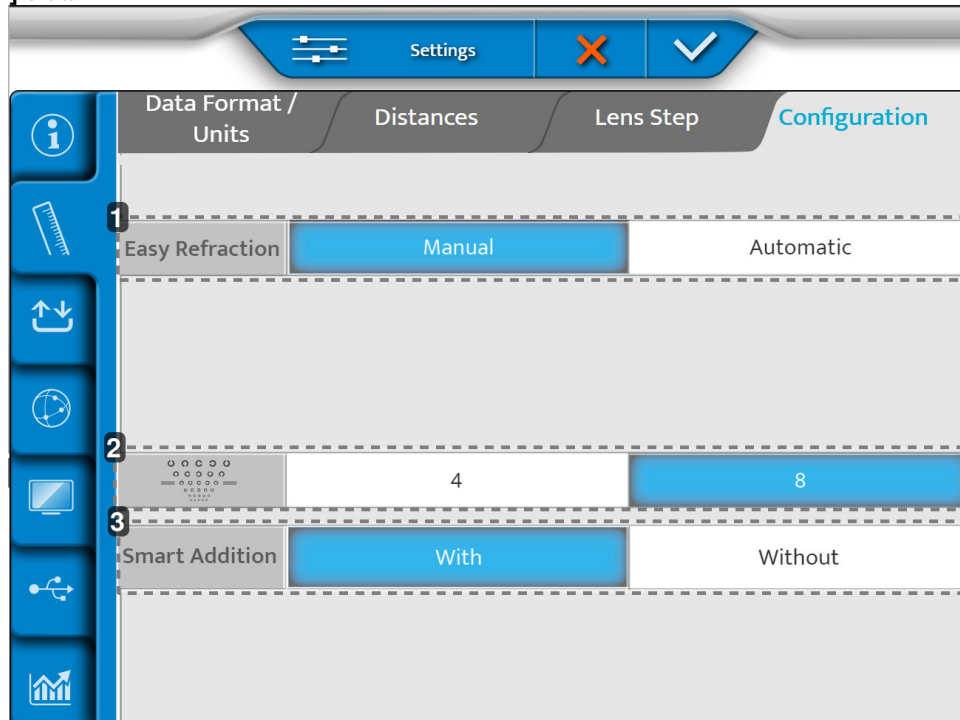 Settings
Data Format /
Units
Distances
Lens Step
Configuration
1
Easy Refraction
Manual
Automatic
2
4
8
3
Smart Addition
With
Without